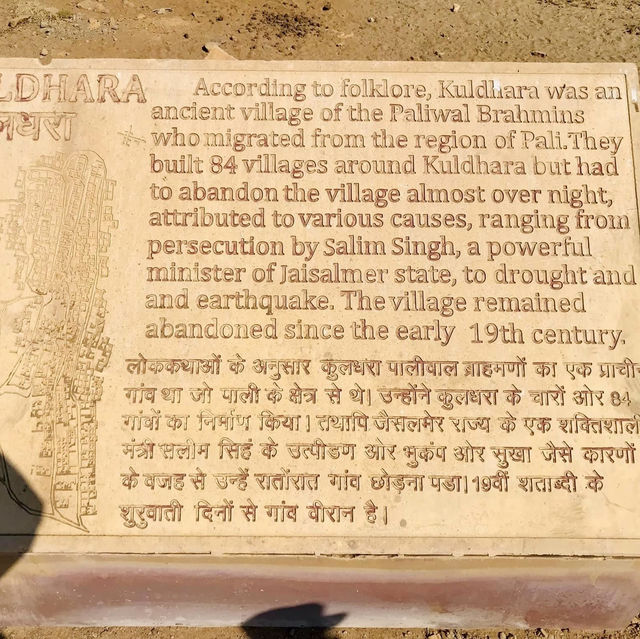 LDHARA
लधरा
According to folklore, Kuldhara was an
ancient village of the Paliwal Brahmins
who migrated from the region of Pali.They
built 84 villages around Kuldhara but had
to abandon the village almost over night,
attributed to various causes, ranging from
persecution by Salim Singh, a powerful
minister of Jaisalmer state, to drought and
and earthquake. The village remained
abandoned since the early 19th century.
लोककथाओं के अनुसार कुलधरा पालीवाल ब्राहमणों का एक प्राची-
गांव था जो पाली के क्षेत्र से थे। उन्होंने कुलधरा के चारों ओर 84
गांवों का निर्माण किया। तथापि जैसलमेर राज्य के एक शक्तिशाली
मंत्री सलीम सिहं के उत्पीडण ओर भुकंप ओर सुखा जैसे कारणों
के वजह से उन्हें रातोंरात गांव छोड़ना पडा।19वीं शताब्दी के
शुरुवाती दिनों से गांव वीरान है।